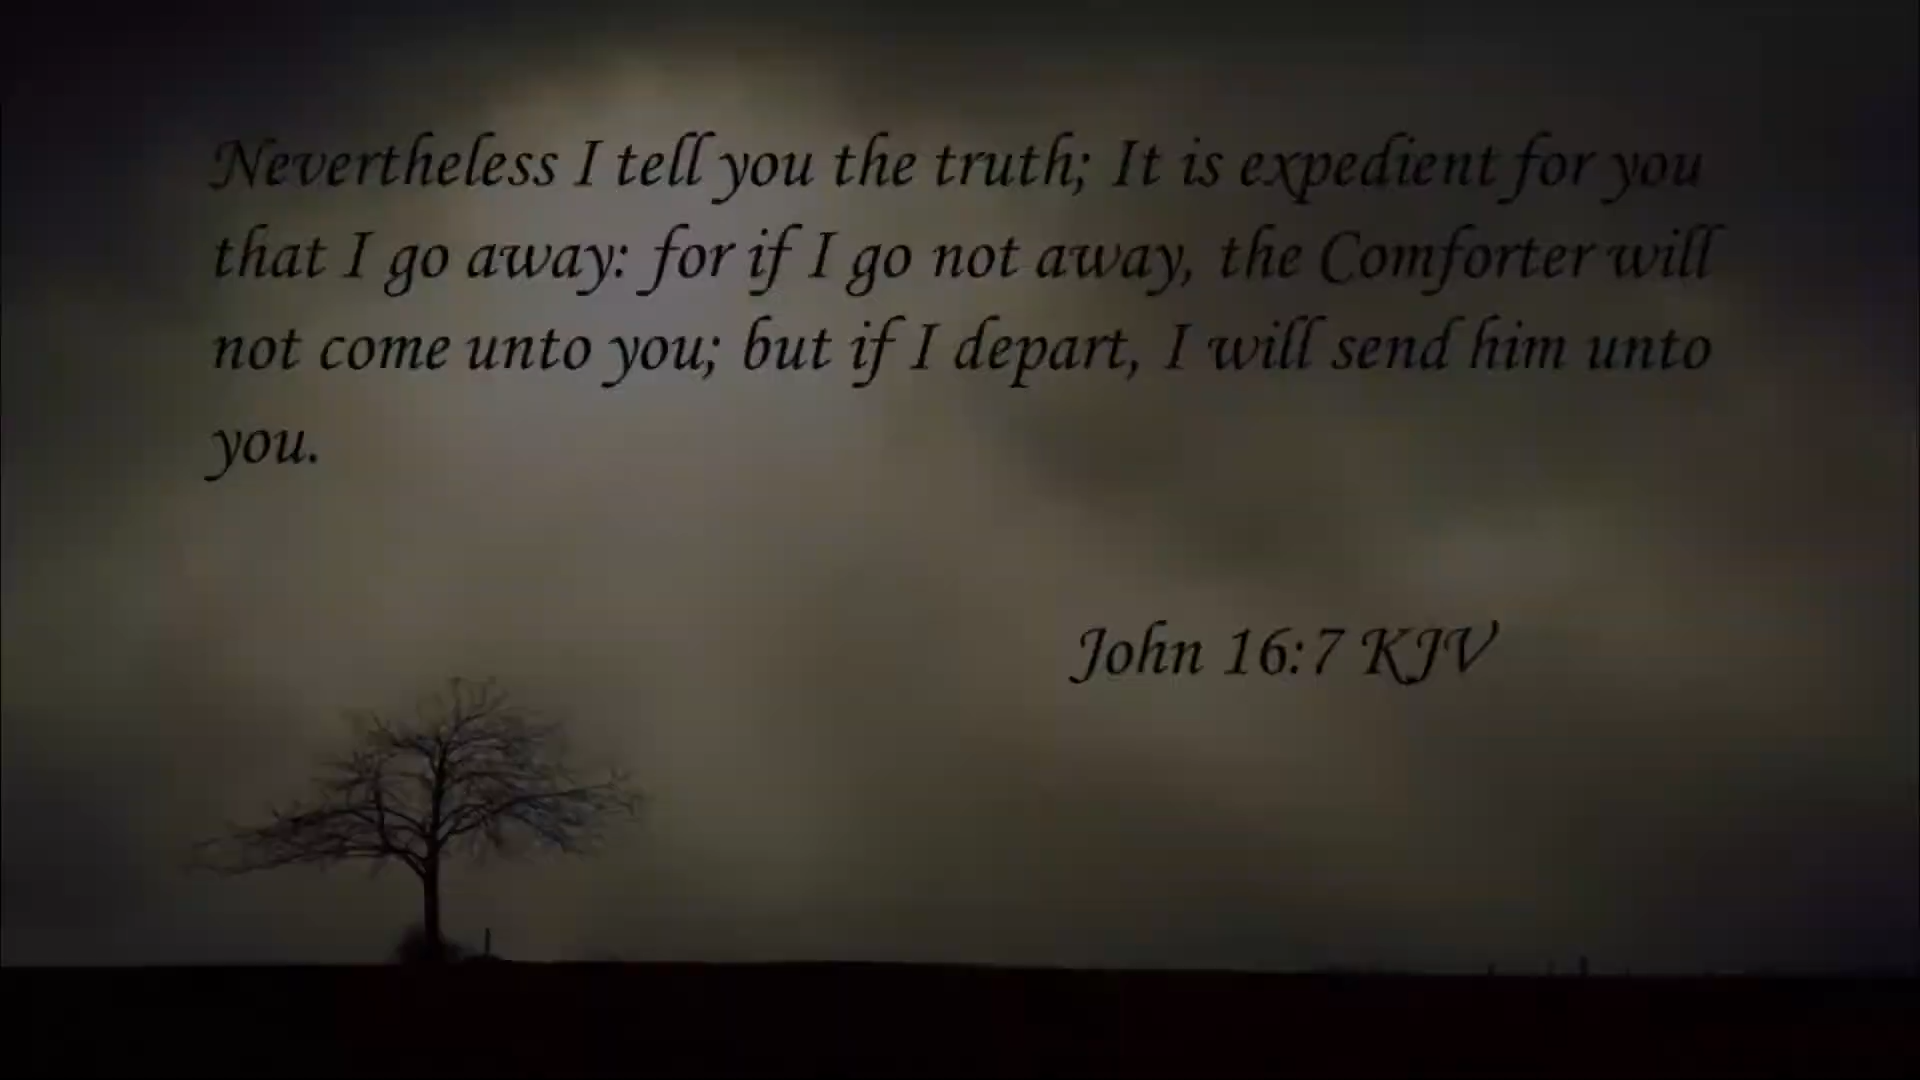 Nevertheless I tell you the truth; It is expedient for you
that I go away: for if I go not away, the Comforter will
not come unto you; but if I depart, I will send him unto
you.
John 16:7 KJV